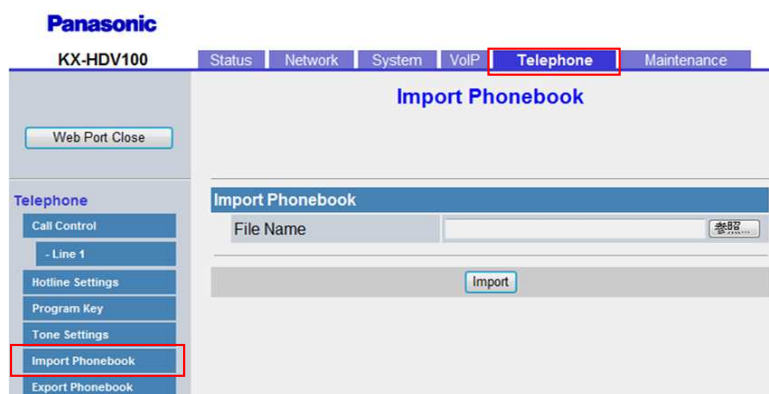 Panasonic
KX-HDV100
Status Network System VoIP Telephone Maintenance
Import Phonebook
Web Port Close
Telephone
Call Control
- Line 1
Hotline Settings
Program Key
Tone Settings
Import Phonebook
Export Phonebook
Import Phonebook
File Name
参照...
Import